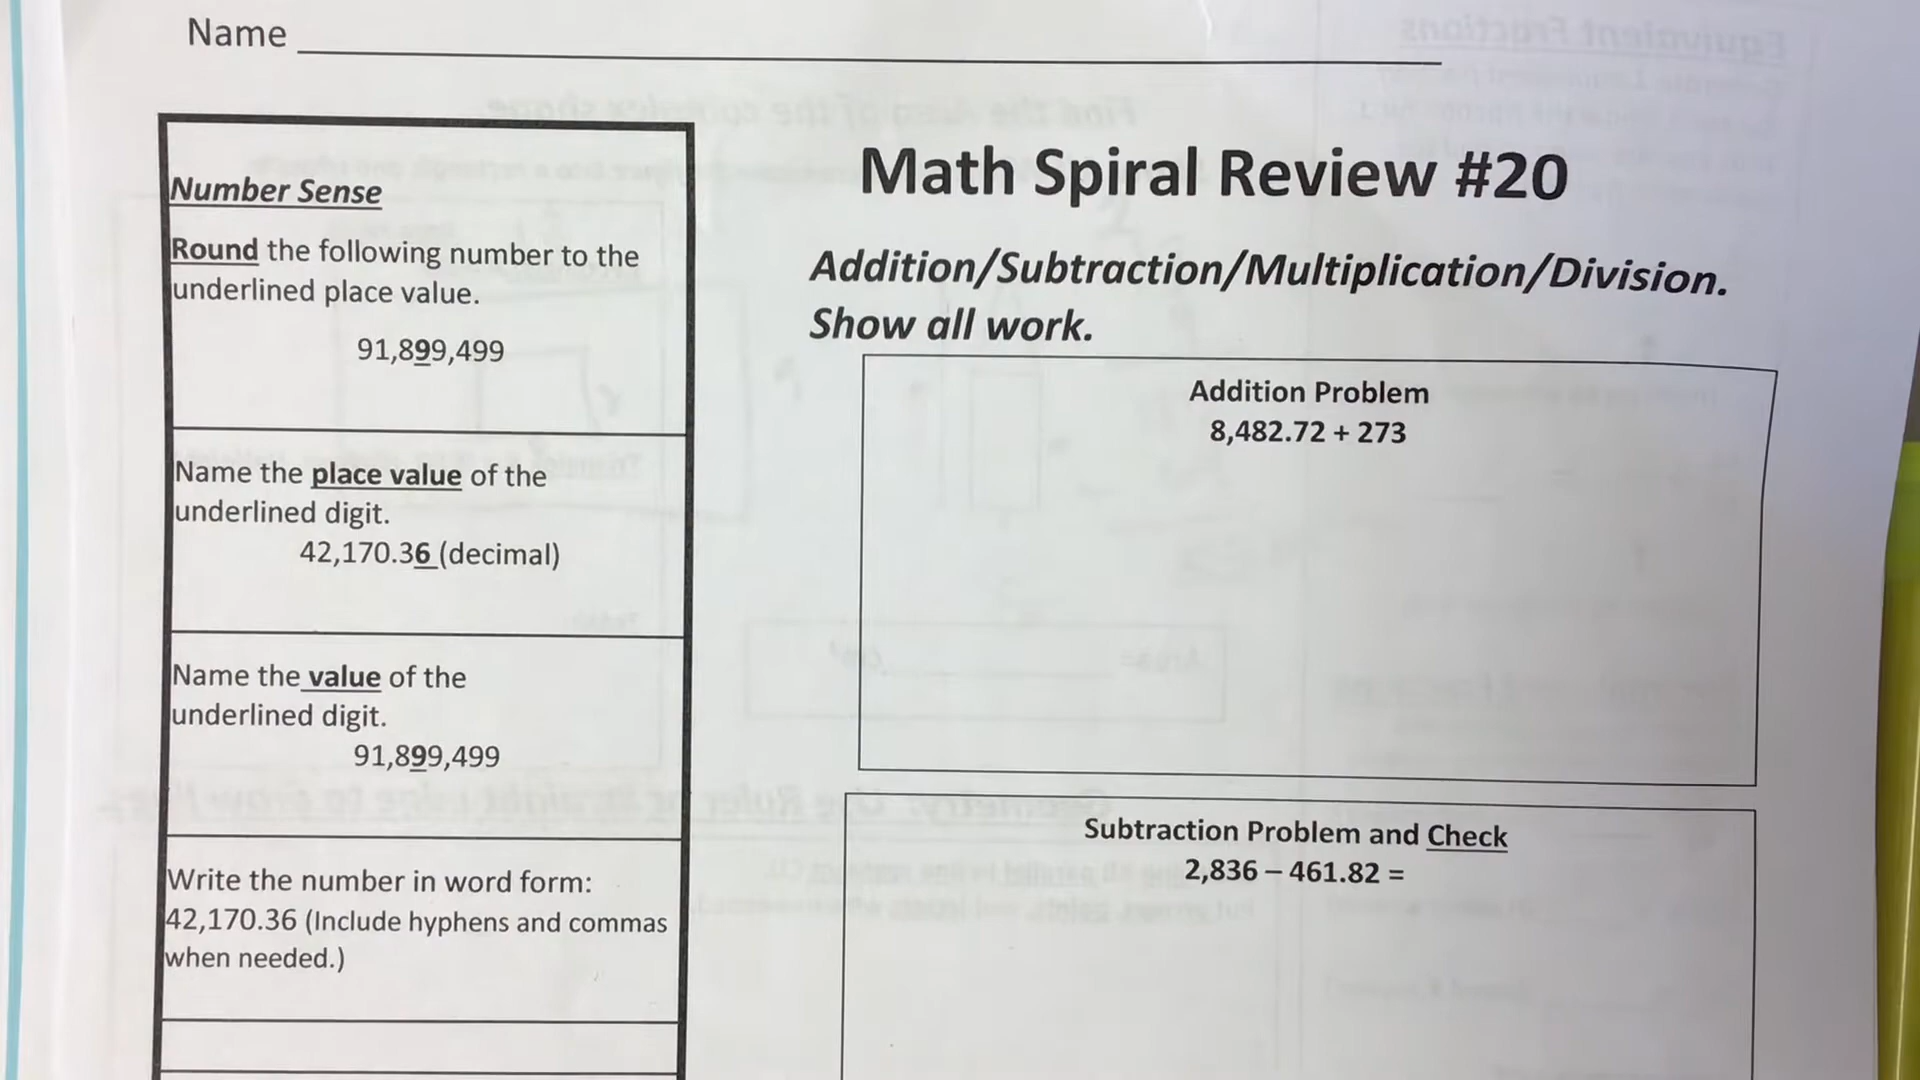 Name
Number Sense
Round the following number to the
underlined place value.
91,899,499
Name the place value of the
underlined digit.
42,170.36 (decimal)
Name the value of the
underlined digit.
91,899,499
Write the number in word form:
42,170.36 (Include hyphens and commas
when needed.)
Math Spiral Review #20
Addition/Subtraction/Multiplication/Division.
Show all work.
Addition Problem
8,482.72 + 273
Subtraction Problem and Check
2,836 – 461.82 =